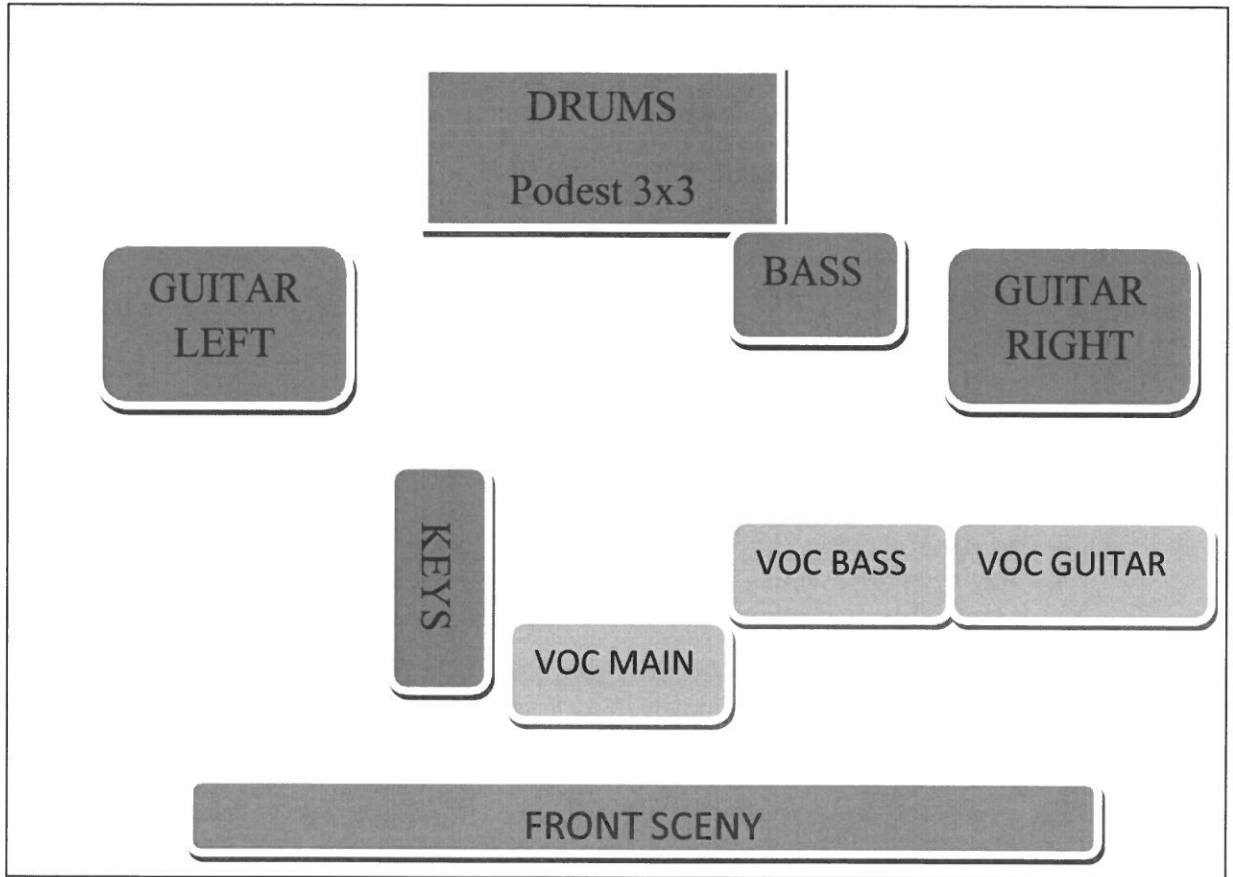 DRUMS
Podest 3x3
GUITAR
LEFT
BASS
GUITAR
RIGHT
KEYS
VOC BASS
VOC GUITAR
VOC MAIN
FRONT SCENY